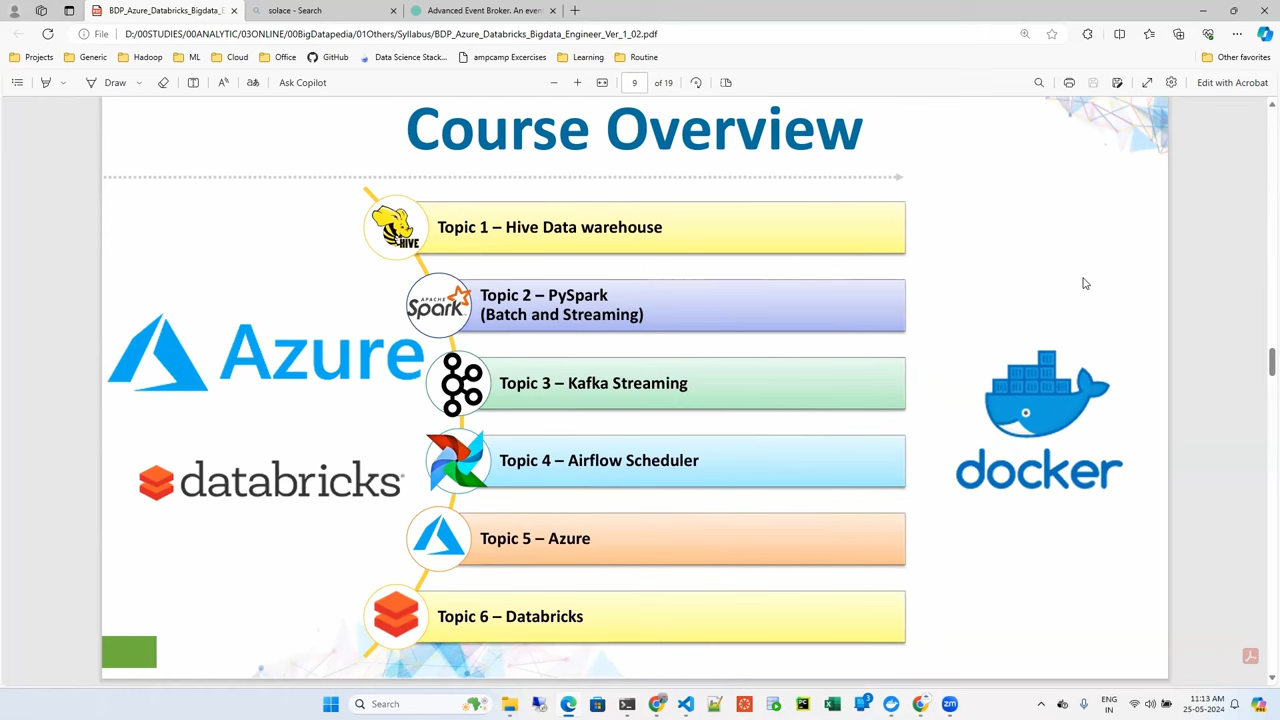 BDP_Azure_Databricks_Bigdata_E
solace - Search
Advanced Event Broker. An even
File
D:/00STUDIES/00ANALYTIC/03ONLINE/00BigDatapedia/01Others/Syllabus/BDP_Azure_Databricks_Bigdata_Engineer_Ver_1_02.pdf
Projects
Generic
Hadoop
ML
Cloud
Office
GitHub
Data Science Stack...
ampcamp Excercises
Learning
Routine
Other favorites
Draw
Ask Copilot
9
of 19
Edit with Acrobat
Course Overview
HIVE
Topic 1 – Hive Data warehouse
APACHE
Spark
Topic 2 – PySpark
(Batch and Streaming)
Azure
Topic 3 – Kafka Streaming
databricks
Topic 4 – Airflow Scheduler
docker
Topic 5 – Azure
Topic 6 – Databricks
Search
ENG
IN
11:13 AM
25-05-2024